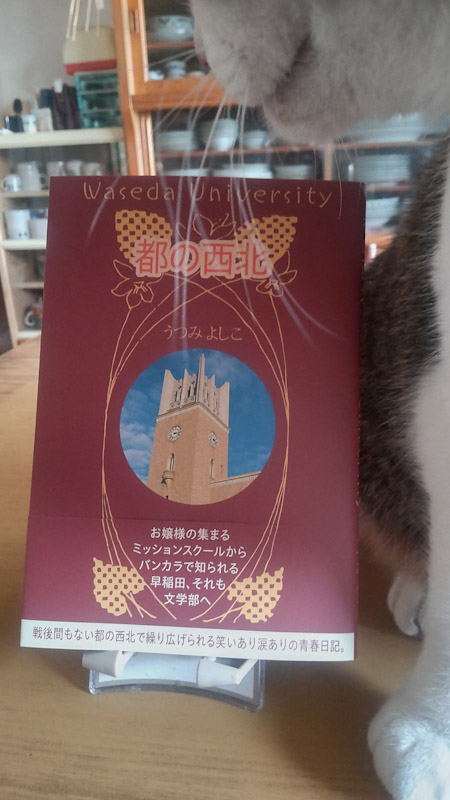 Waseda University
都の西北
うつみ よしこ
お嬢様の集まる
ミッションスクールから
バンカラで知られる
早稲田、それも
文学部へ
戦後間もない都の西北で繰り広げられる笑いあり涙ありの青春日記。